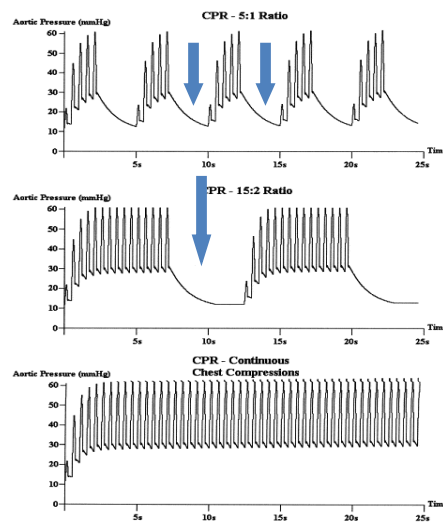 CPR - 5:1 Ratio
Aortic Pressure (mmHg)
60
50
40
30
20
10
0
5s 10s 15s 20s 25s
Tim
CPR - 15:2 Ratio
Aortic Pressure (mmHg)
60
50
40
30
20
10
0
5s 10s 15s 20s 25s
Tim
CPR - Continuous
Chest Compressions
Aortic Pressure (mmHg)
60
50
40
30
20
10
0
5s 10s 15s 20s 25s
Tim